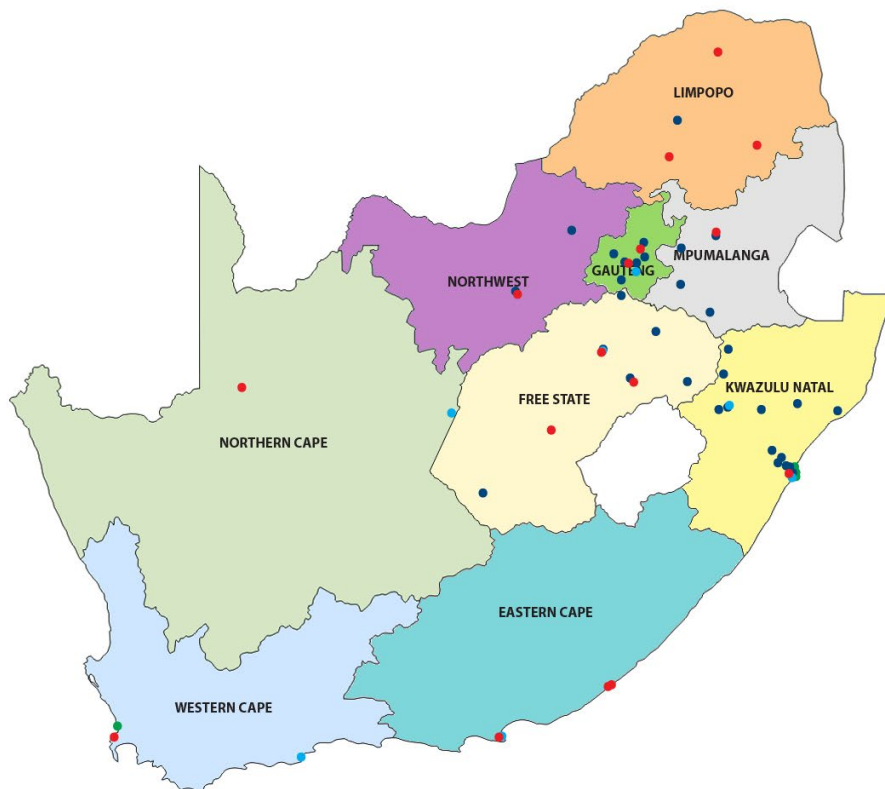 LIMPOPO
MPUMALANGA
GAUTENG
NORTHWEST
KWAZULU NATAL
FREE STATE
NORTHERN CAPE
EASTERN CAPE
WESTERN CAPE